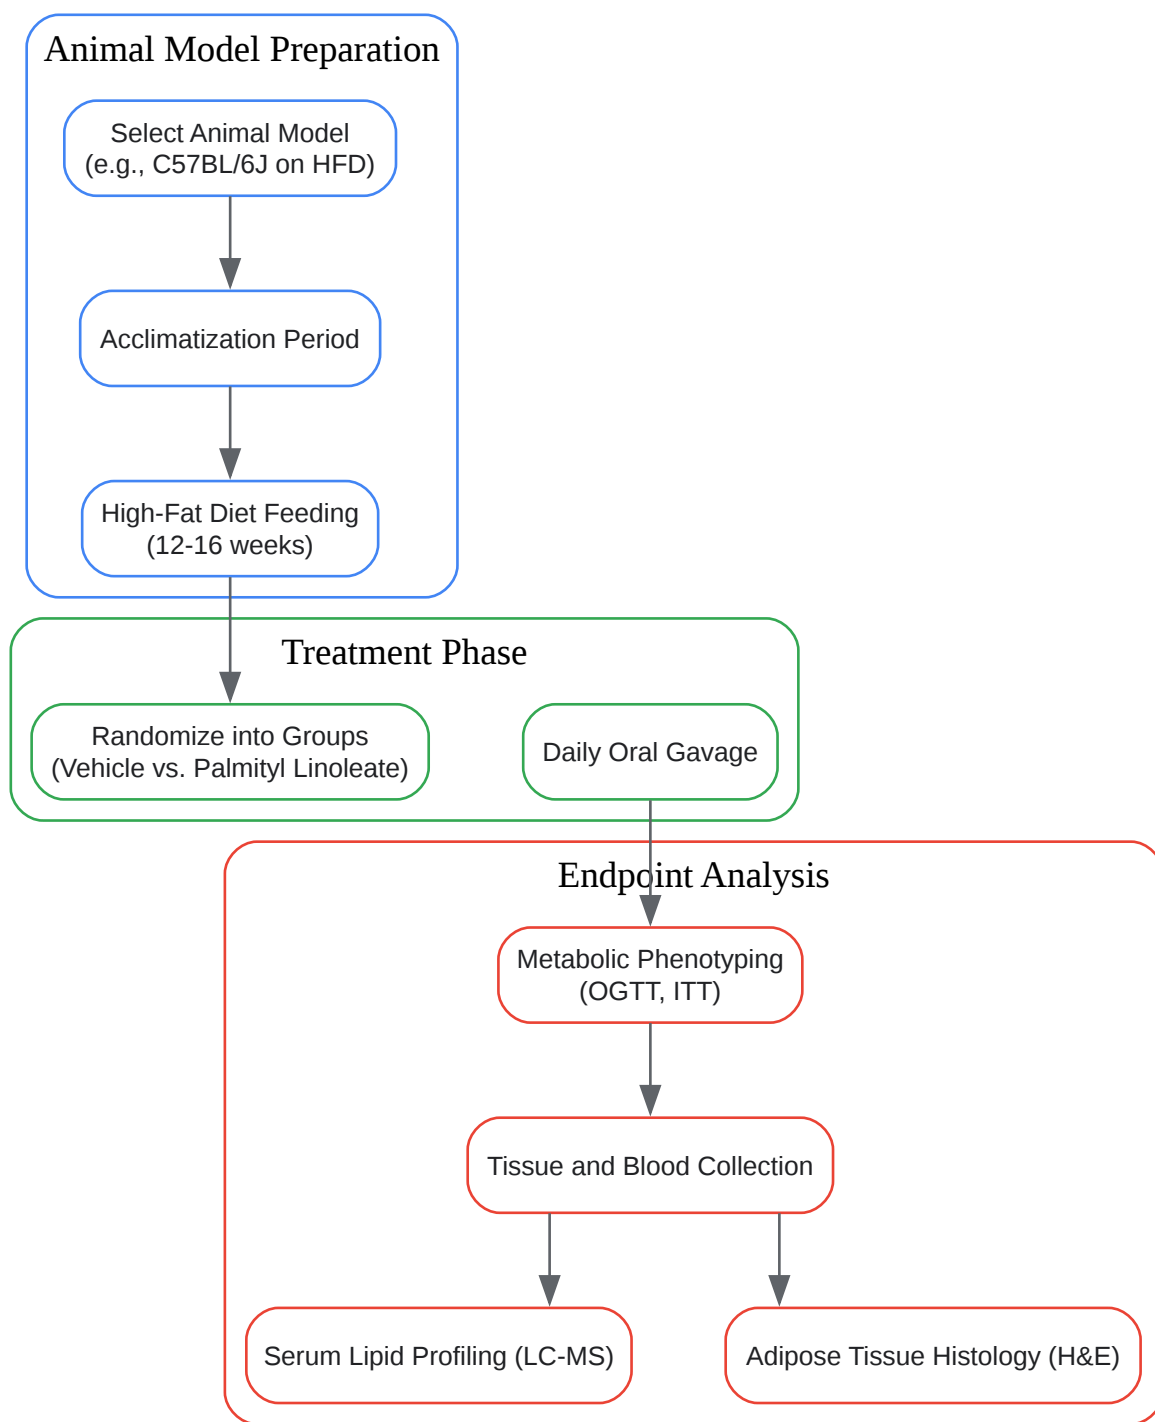 Animal Model Preparation
Select Animal Model
(e.g., C57BL/6J on HFD)
Acclimatization Period
High-Fat Diet Feeding
(12-16 weeks)
Treatment Phase
Randomize into Groups
(Vehicle vs. Palmityl Linoleate)
Daily Oral Gavage
Endpoint Analysis
Metabolic Phenotyping
(OGTT, ITT)
Tissue and Blood Collection
Serum Lipid Profiling (LC-MS)
Adipose Tissue Histology (H&E)